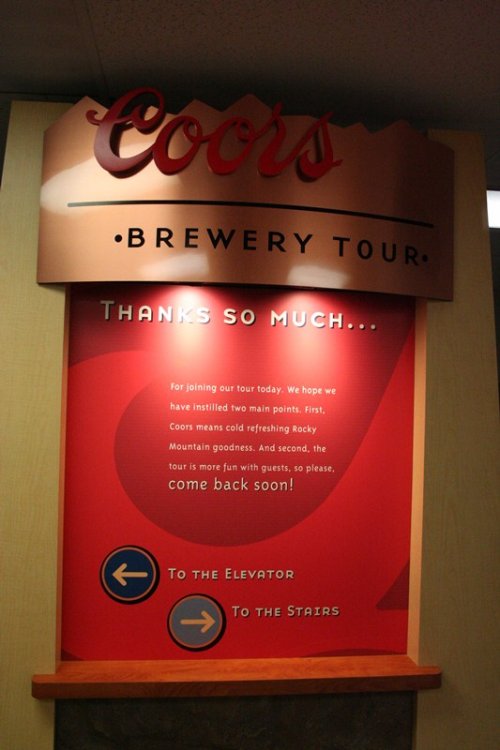 Coors
•BREWERY TOUR•
THANKS SO MUCH...
For joining our tour today. We hope we
have instilled two main points. First,
Coors means cold refreshing Rocky
Mountain goodness. And second, the
tour is more fun with guests, so please,
come back soon!
TO THE ELEVATOR
TO THE STAIRS